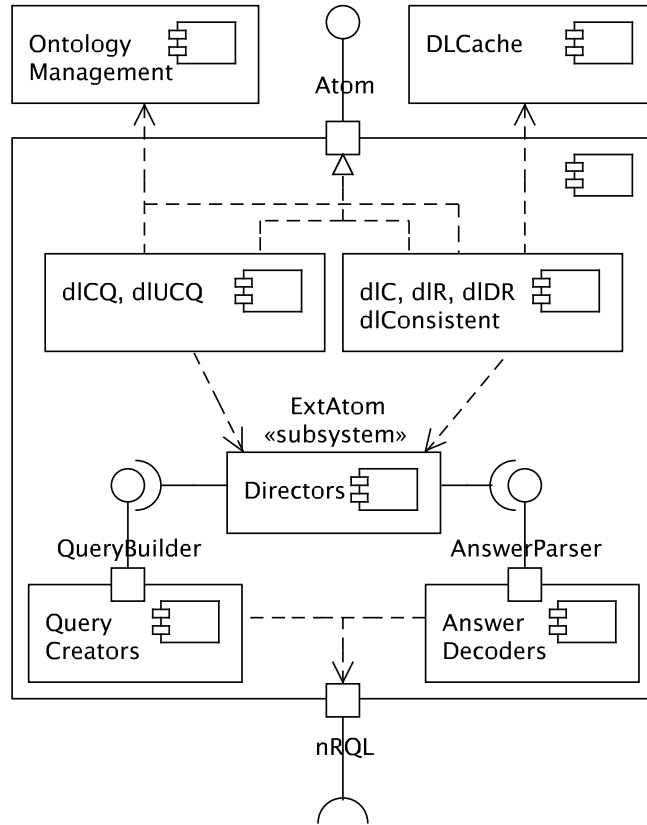 Ontology
Management
Atom
DLCache
dlCQ, dlUCQ
dlC, dlR, dlDR
dlConsistent
ExtAtom
«subsystem»
Directors
QueryBuilder
AnswerParser
Query
Creators
Answer
Decoders
nRQL